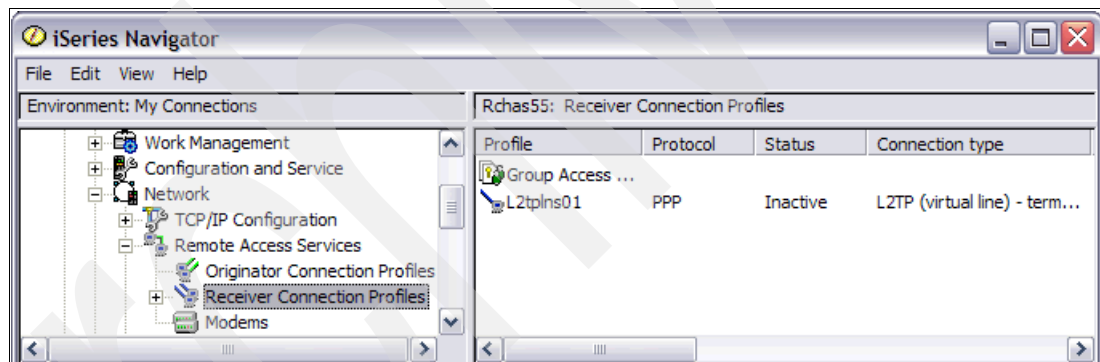 iSeries Navigator
File Edit View Help
Environment: My Connections
Rchas55: Receiver Connection Profiles
Work Management
Configuration and Service
Network
TCP/IP Configuration
Remote Access Services
Originator Connection Profiles
Receiver Connection Profiles
Modems
Profile Protocol Status Connection type
Group Access ...
L2tplns01 PPP Inactive L2TP (virtual line) - term...